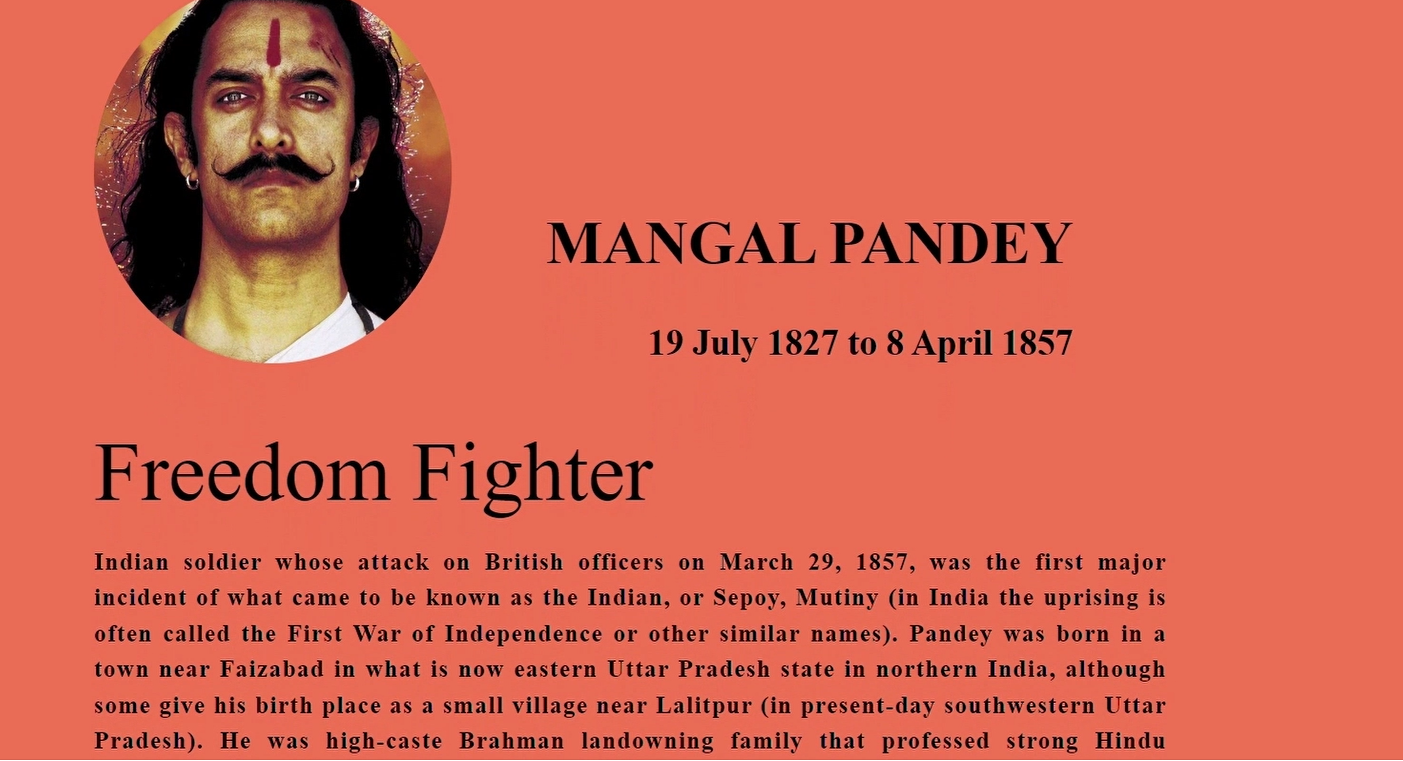 MANGAL PANDEY
19 July 1827 to 8 April 1857
Freedom Fighter
Indian soldier whose attack on British officers on March 29, 1857, was the first major
incident of what came to be known as the Indian, or Sepoy, Mutiny (in India the uprising is
often called the First War of Independence or other similar names). Pandey was born in a
town near Faizabad in what is now eastern Uttar Pradesh state in northern India, although
some give his birth place as a small village near Lalitpur (in present-day southwestern Uttar
Pradesh). He was high-caste Brahman landowning family that professed strong Hindu